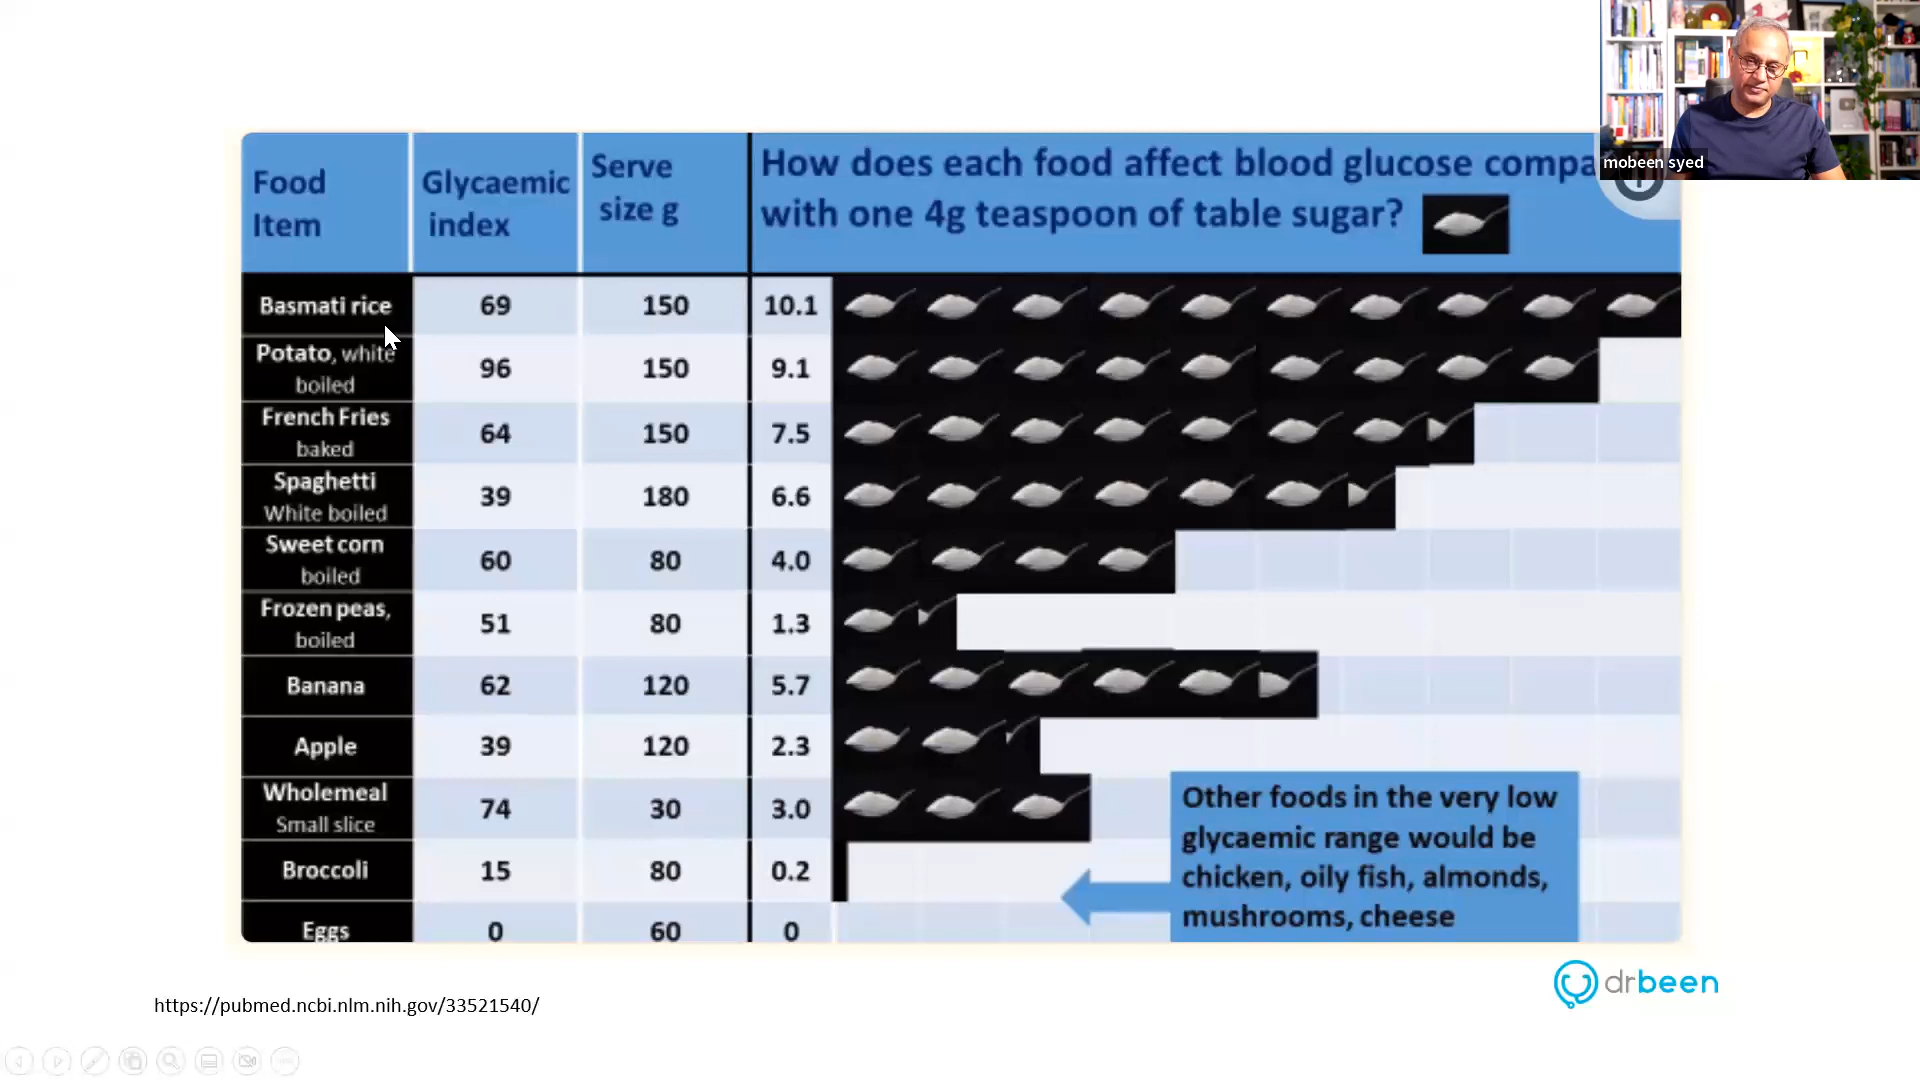 mobeen syed
Food
Item
Glycaemic
index
Serve
size g
How does each food affect blood glucose
with one 4g teaspoon of table sugar?
Basmati rice 69 150 10.1
Potato, white
boiled
96 150 9.1
French Fries
baked
64 150 7.5
Spaghetti
White boiled
39 180 6.6
Sweet corn
boiled
60 80 4.0
Frozen peas,
boiled
51 80 1.3
Banana 62 120 5.7
Apple 39 120 2.3
Wholemeal
Small slice
74 30 3.0
Broccoli 15 80 0.2
Eggs 0 60 0
Other foods in the very low
glycaemic range would be
chicken, oily fish, almonds,
mushrooms, cheese
drbeen
https://pubmed.ncbi.nlm.nih.gov/33521540/